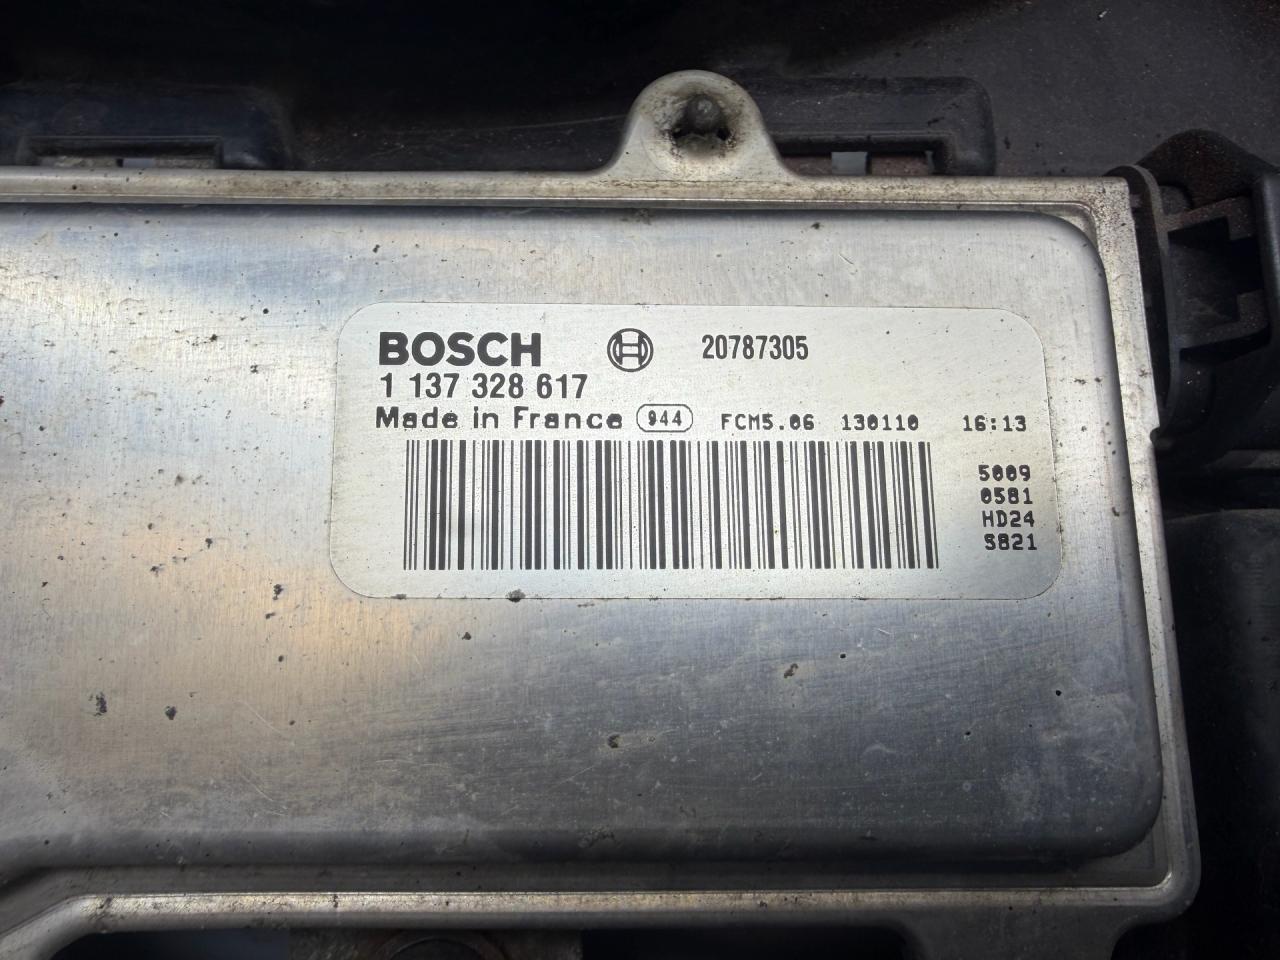 BOSCH 20787305
1 137 328 617
Made in France 944 FCM5.06 130110 16:13
5009
0581
HD24
S821